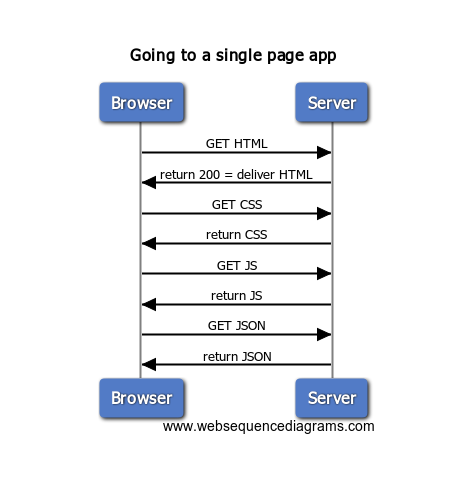 Going to a single page app
Browser Server
GET HTML
return 200 = deliver HTML
GET CSS
return CSS
GET JS
return JS
GET JSON
return JSON
Browser Server
www.websequencediagrams.com